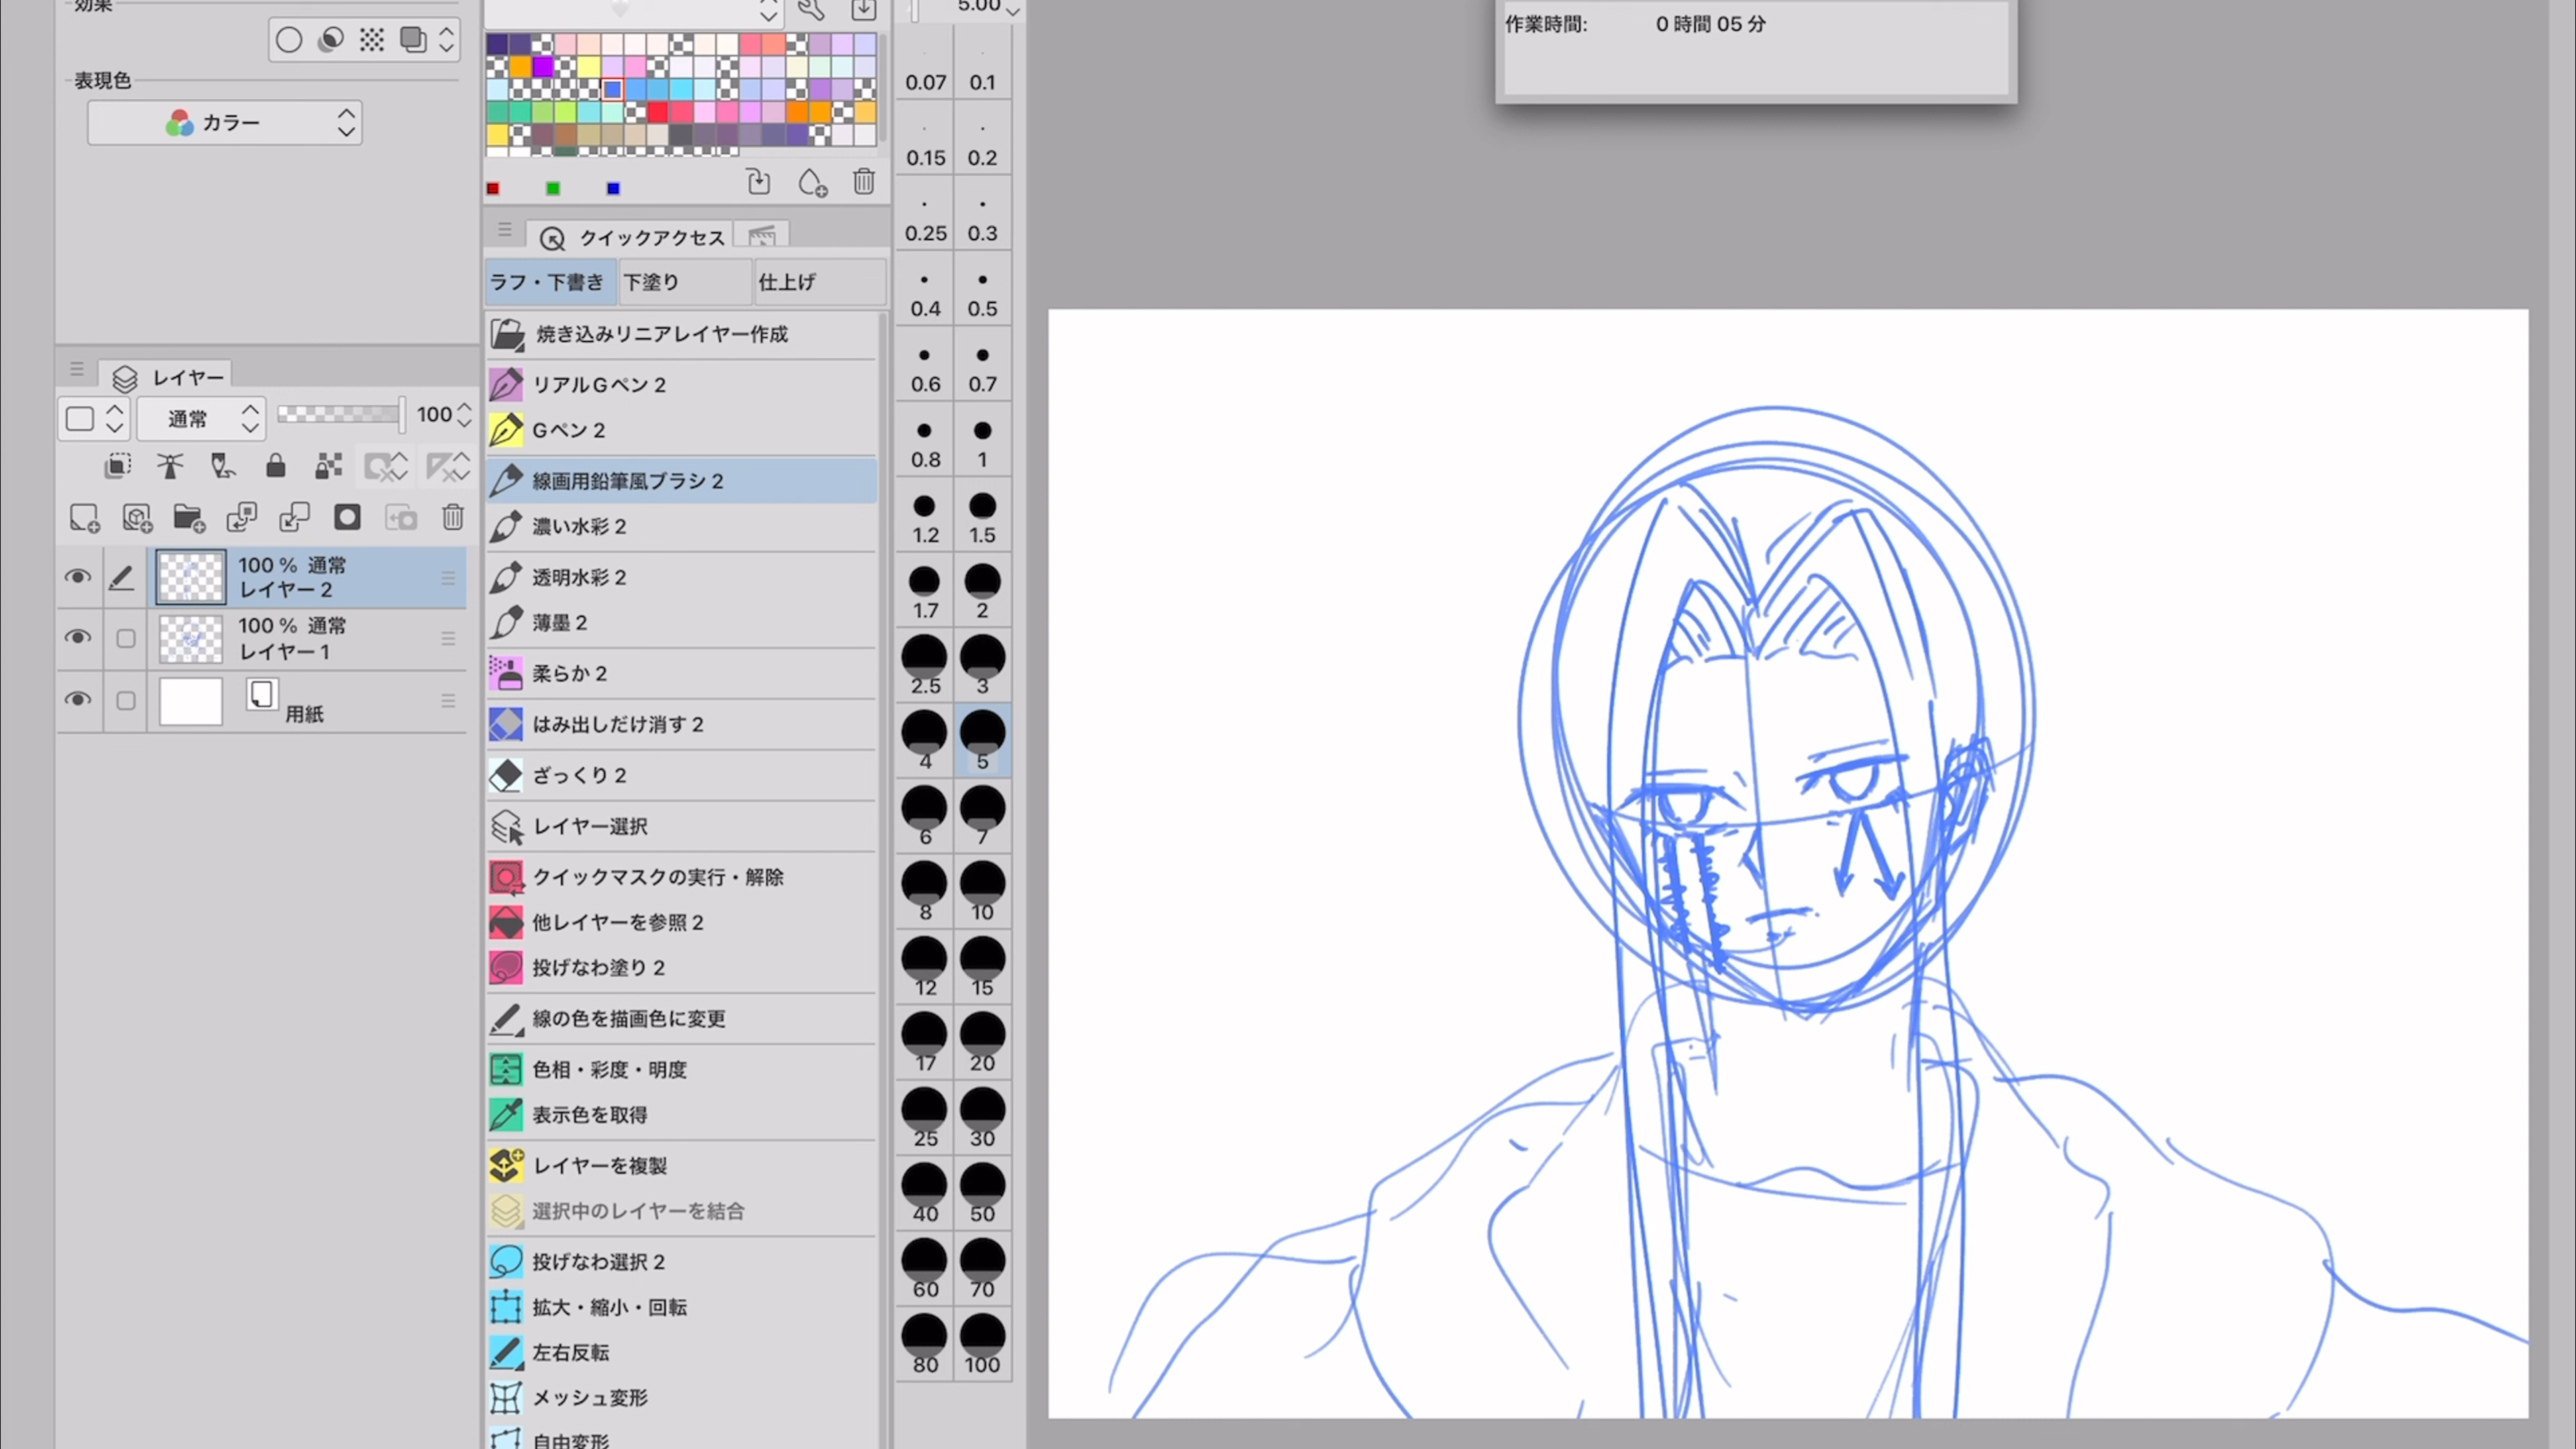 効果
表現色
カラー
レイヤー
通常
100
100 % 通常
レイヤー 2
100 % 通常
レイヤー 1
用紙
クイックアクセス
ラフ・下書き
下塗り
仕上げ
焼き込みリニアレイヤー作成
リアルGペン 2
Gペン 2
線画用鉛筆風ブラシ 2
濃い水彩 2
透明水彩 2
薄墨 2
柔らか 2
はみ出しだけ消す 2
ざっくり 2
レイヤー選択
クイックマスクの実行・解除
他レイヤーを参照 2
投げなわ塗り 2
線の色を描画色に変更
色相・彩度・明度
表示色を取得
レイヤーを複製
選択中のレイヤーを結合
投げなわ選択 2
拡大・縮小・回転
左右反転
メッシュ変形
自由変形
5.00
0.07 0.1
0.15 0.2
0.25 0.3
0.4 0.5
0.6 0.7
0.8 1
1.2 1.5
1.7 2
2.5 3
4 5
6 7
8 10
12 15
17 20
25 30
40 50
60 70
80 100
作業時間: 0 時間 05 分